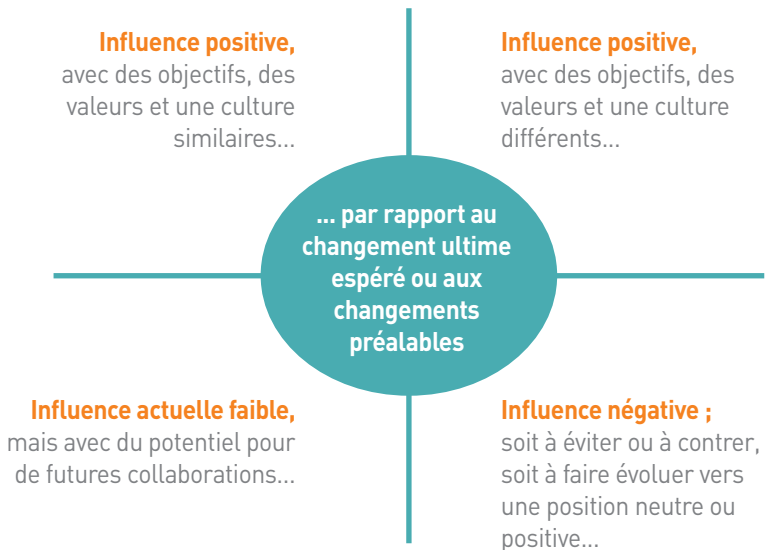 Influence positive,
avec des objectifs, des
valeurs et une culture
similaires...
Influence positive,
avec des objectifs, des
valeurs et une culture
différents...
... par rapport au
changement ultime
espéré ou aux
changements
préalables
Influence actuelle faible,
mais avec du potentiel pour
de futures collaborations...
Influence négative ;
soit à éviter ou à contrer,
soit à faire évoluer vers
une position neutre ou
positive...